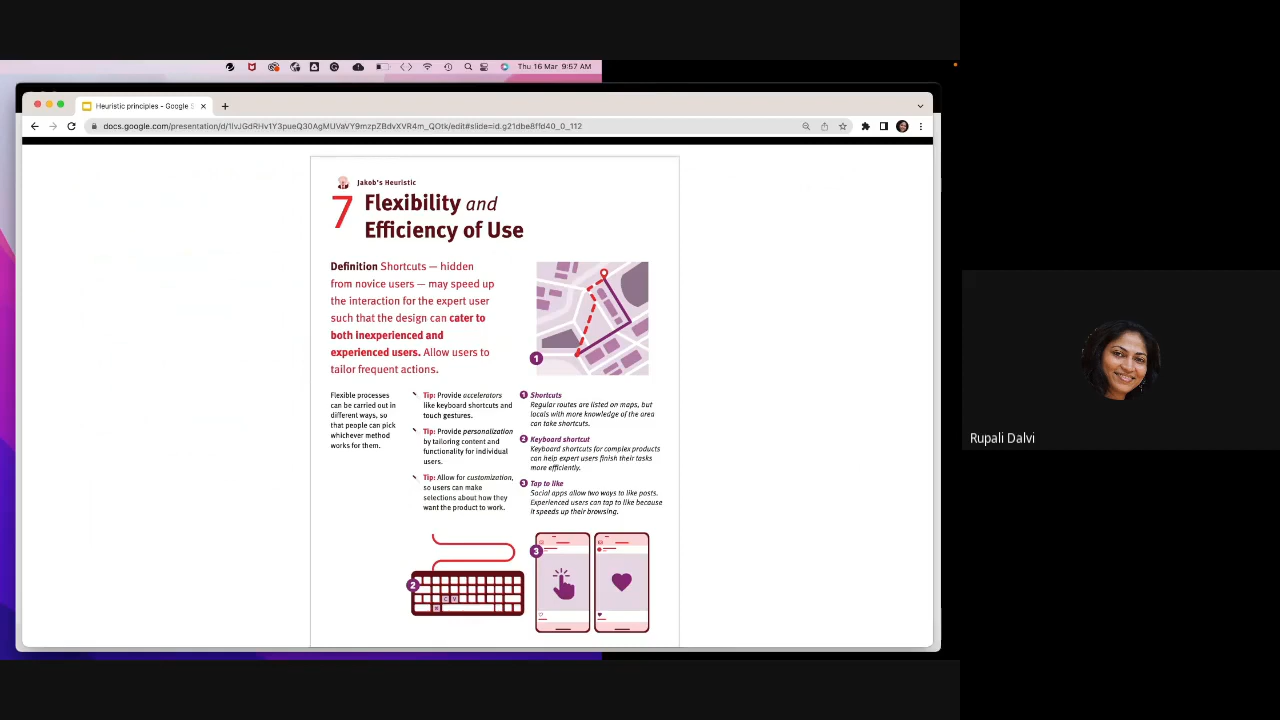 Thu 16 Mar 9:57 AM
Heuristic principles - Google S
docs.google.com/presentation/d/1lvJGdRHv1Y3pueQ30AgMUVaVY9mzpZBdvXVR4m_QOtk/edit#slide=id.g21dbe8ffd40_0_112
Jakob's Heuristic
7
Flexibility and
Efficiency of Use
Definition Shortcuts — hidden
from novice users — may speed up
the interaction for the expert user
such that the design can cater to
both inexperienced and
experienced users. Allow users to
tailor frequent actions.
1
Flexible processes
can be carried out in
different ways, so
that people can pick
whichever method
works for them.
Tip: Provide accelerators
like keyboard shortcuts and
touch gestures.
Tip: Provide personalization
by tailoring content and
functionality for individual
users.
Tip: Allow for customization,
so users can make
selections about how they
want the product to work.
1 Shortcuts
Regular routes are listed on maps, but
locals with more knowledge of the area
can take shortcuts.
2 Keyboard shortcut
Keyboard shortcuts for complex products
can help expert users finish their tasks
more efficiently.
3 Tap to like
Social apps allow two ways to like posts.
Experienced users can tap to like because
it speeds up their browsing.
2
C V
3
Rupali Dalvi